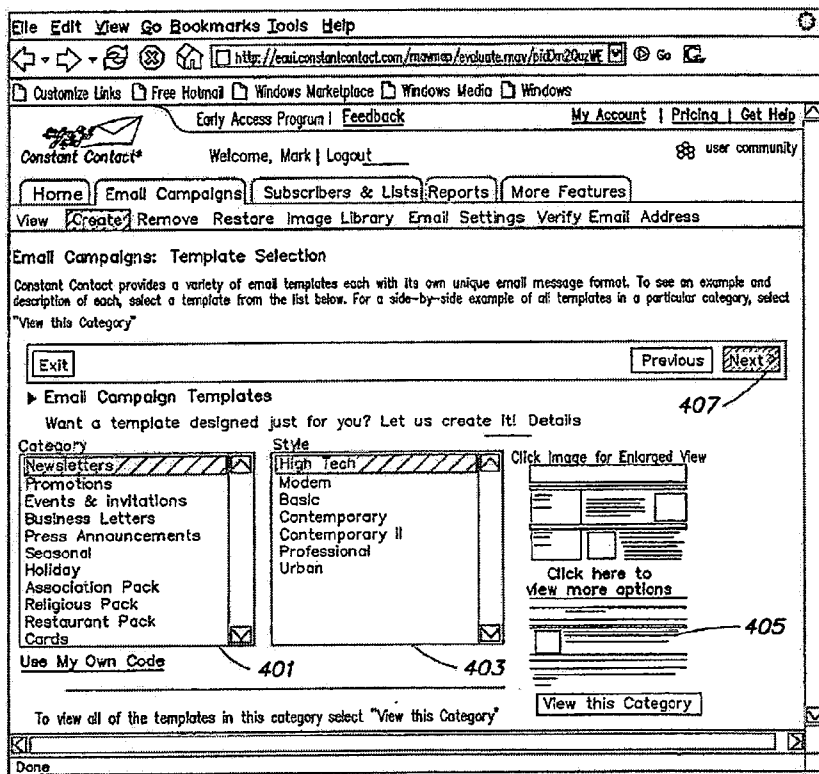 File Edit View Go Bookmarks Tools Help
Go
Customize Links Free Hotmail Windows Marketplace Windows Media Windows
Early Access Program | Feedback My Account | Pricing | Get Help
Constant Contact® Welcome, Mark | Logout user community
Home Email Campaigns Subscribers & Lists Reports More Features
View Create Remove Restore Image Library Email Settings Verify Email Address
Email Campaigns: Template Selection
Constant Contact provides a variety of email templates each with its own unique email message format. To see an example and
description of each, select a template from the list below. For a side-by-side example of all templates in a particular category, select
"View this Category"
Exit Previous Next>
407
▶ Email Campaign Templates
Want a template designed just for you? Let us create it! Details
Category Style
Click Image for Enlarged View
Newsletters High Tech
Promotions Modern
Events & invitations Basic
Business Letters Contemporary
Press Announcements Contemporary II
Seasonal Professional
Holiday Urban
Association Pack
Religious Pack
Restaurant Pack
Cards
Click here to
view more options
405
Use My Own Code 401 403
View this Category
To view all of the templates in this category select "View this Category"
Done